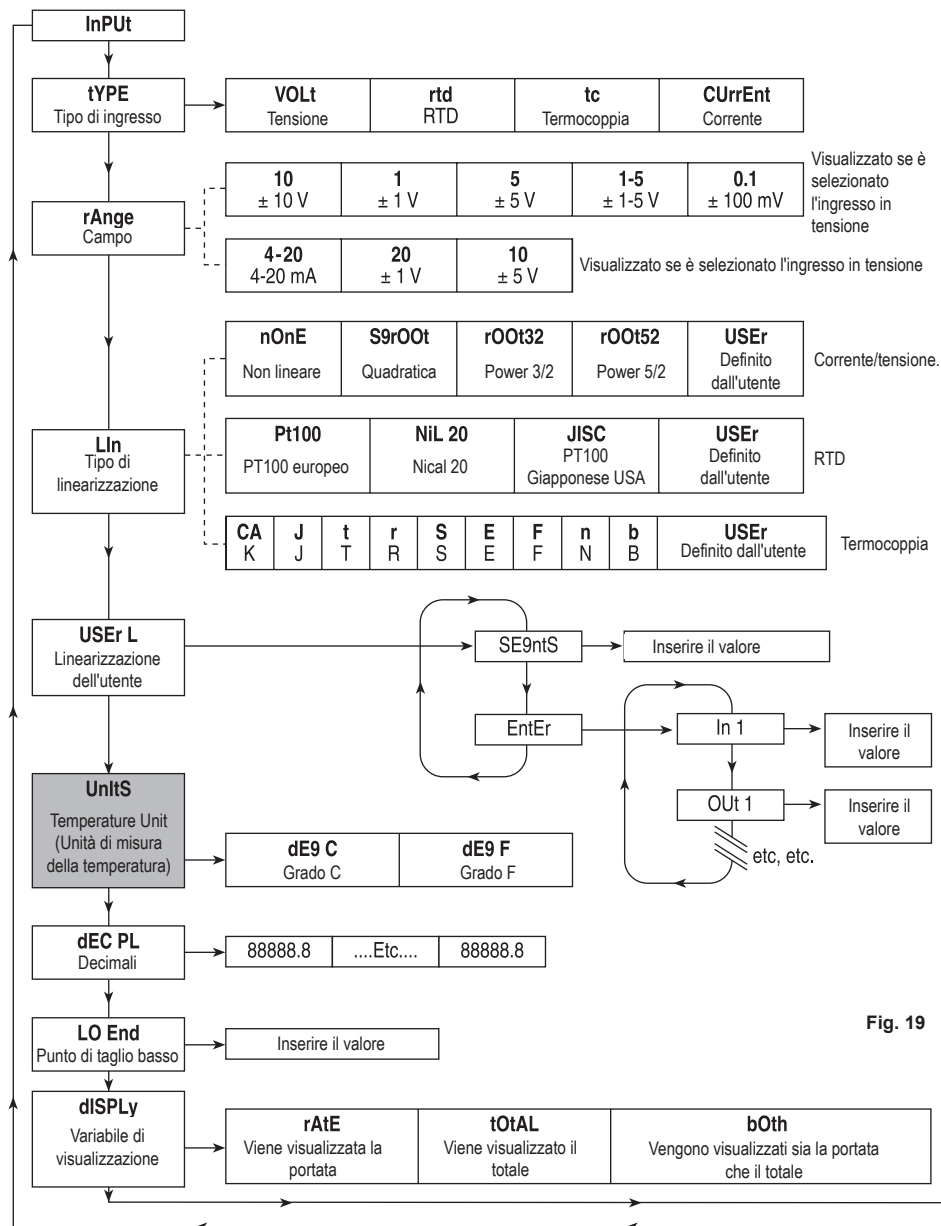 InPUt
tYPE
Tipo di ingresso
VOLt
Tensione
rtd
RTD
tc
Termocoppia
CUrrEnt
Corrente
rAnge
Campo
10
± 10 V
1
± 1 V
5
± 5 V
1-5
± 1-5 V
0.1
± 100 mV
Visualizzato se è
selezionato
l'ingresso in
tensione
4-20
4-20 mA
20
± 1 V
10
± 5 V
Visualizzato se è selezionato l'ingresso in tensione
LIn
Tipo di
linearizzazione
nOnE
Non lineare
S9rOOt
Quadratica
rOOt32
Power 3/2
rOOt52
Power 5/2
USEr
Definito
dall'utente
Corrente/tensione.
Pt100
PT100 europeo
NiL 20
Nical 20
JISC
PT100
Giapponese USA
USEr
Definito
dall'utente
RTD
CA
K
J
J
t
T
r
R
S
S
E
E
F
F
n
N
b
B
USEr
Definito dall'utente
Termocoppia
USEr L
Linearizzazione
dell'utente
SE9ntS
Inserire il valore
EntEr
In 1
Inserire il
valore
OUt 1
Inserire il
valore
etc, etc.
UnItS
Temperature Unit
(Unità di misura
della temperatura)
dE9 C
Grado C
dE9 F
Grado F
dEC PL
Decimali
88888.8
....Etc....
88888.8
LO End
Punto di taglio basso
Inserire il valore
Fig. 19
dISPLy
Variabile di
visualizzazione
rAtE
Viene visualizzata la
portata
tOtAL
Viene visualizzato il
totale
bOth
Vengono visualizzati sia la portata
che il totale